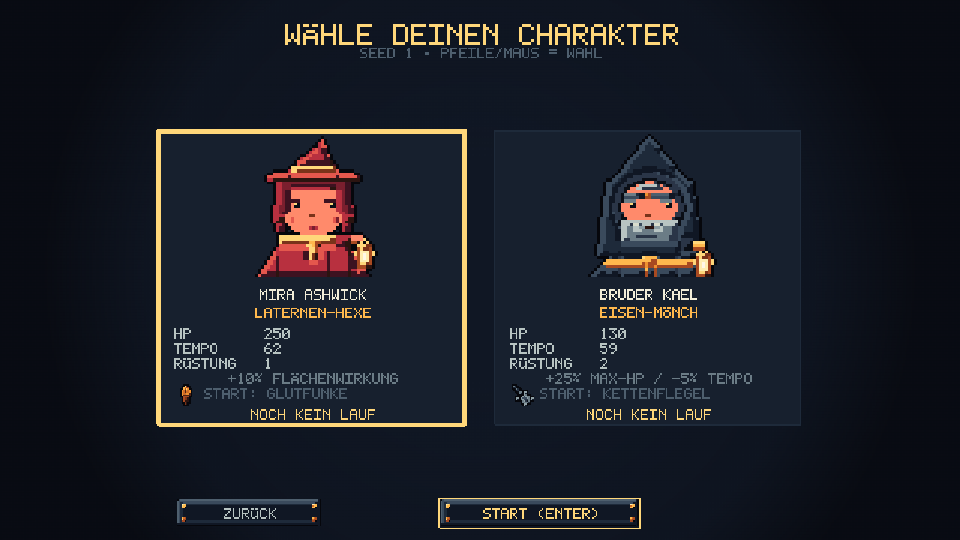 WÄHLE DEINEN CHARAKTER
SEED 1 - PFEILE/MAUS = WAHL
MIRA ASHWICK
LATERNEN-HEXE
HP 250
TEMPO 62
RÜSTUNG 1
+10% FLÄCHENWIRKUNG
START: GLUTFUNKE
NOCH KEIN LAUF
BRUDER KAEL
EISEN-MÖNCH
HP 130
TEMPO 59
RÜSTUNG 2
+25% MAX-HP / -5% TEMPO
START: KETTENFLEGEL
NOCH KEIN LAUF
ZURÜCK
START (ENTER)